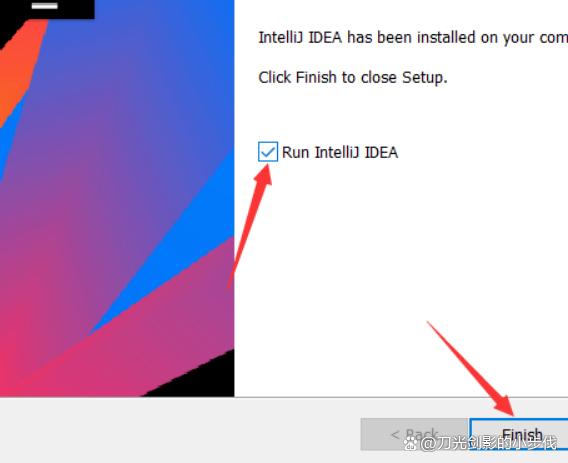 IntelliJ IDEA has been installed on your com
Click Finish to close Setup.
Run IntelliJ IDEA
< Back
Finish
@刀光剑影的小步伐